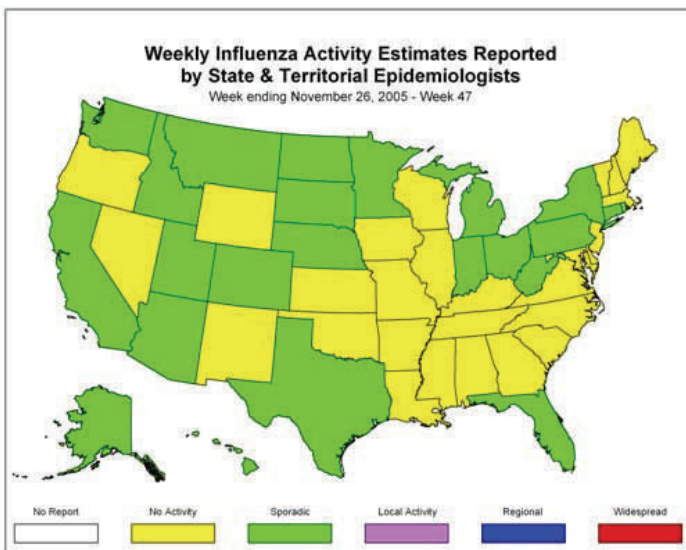 Weekly Influenza Activity Estimates Reported
by State & Territorial Epidemiologists
Week ending November 26, 2005 - Week 47
No Report No Activity Sporadic Local Activity Regional Widespread